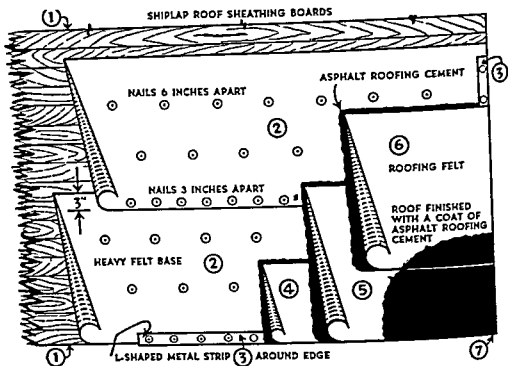 ① SHIPLAP ROOF SHEATHING BOARDS
ASPHALT ROOFING CEMENT
③
NAILS 6 INCHES APART
②
⑥
ROOFING FELT
NAILS 3 INCHES APART
3"
ROOF FINISHED
WITH A COAT OF
ASPHALT ROOFING
CEMENT
HEAVY FELT BASE
②
④
⑤
①
L-SHAPED METAL STRIP ③ AROUND EDGE
⑦